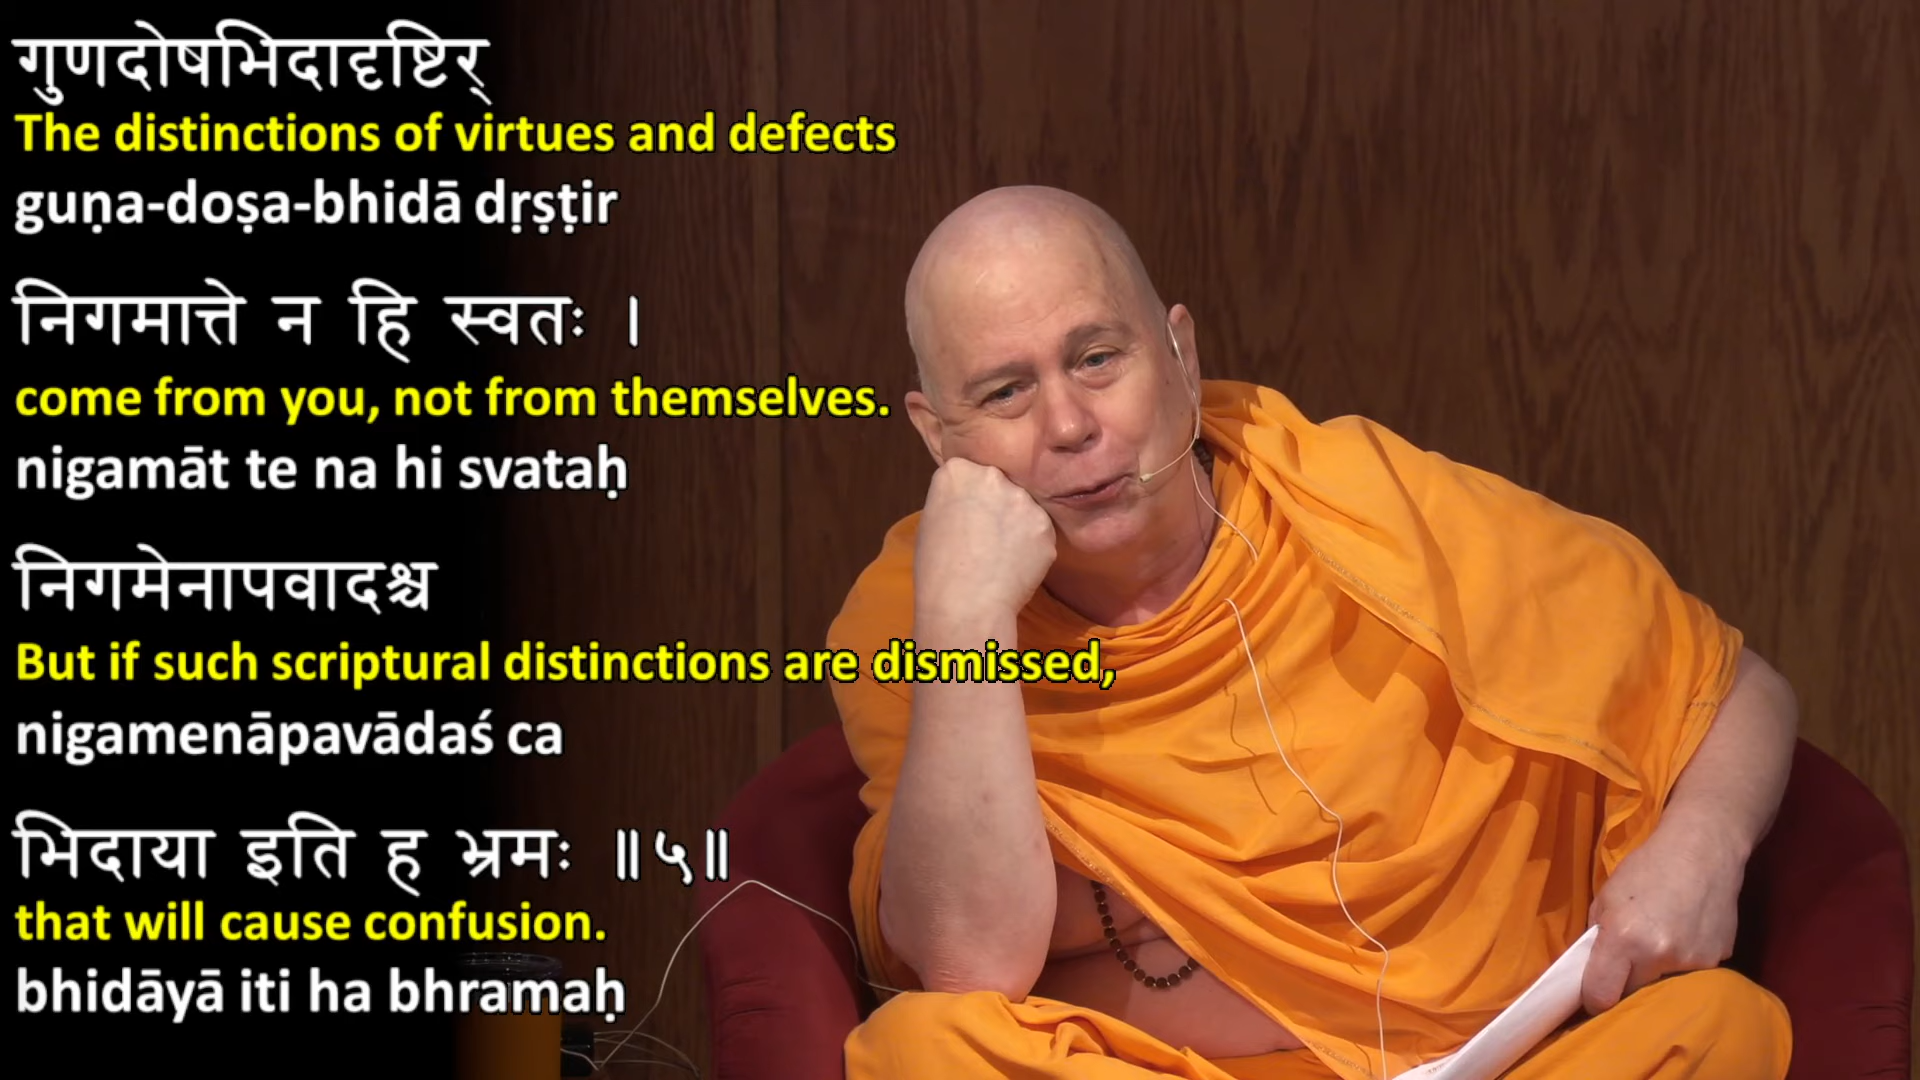 गुणदोषभिदादृष्टिर्
The distinctions of virtues and defects
guṇa-doṣa-bhidā dṛṣṭir
निगमात्ते न हि स्वतः ।
come from you, not from themselves.
nigamāt te na hi svataḥ
निगमेनापवादश्च
But if such scriptural distinctions are dismissed,
nigamenāpavādaś ca
भिदाया इति ह भ्रमः ॥५॥
that will cause confusion.
bhidāyā iti ha bhramaḥ